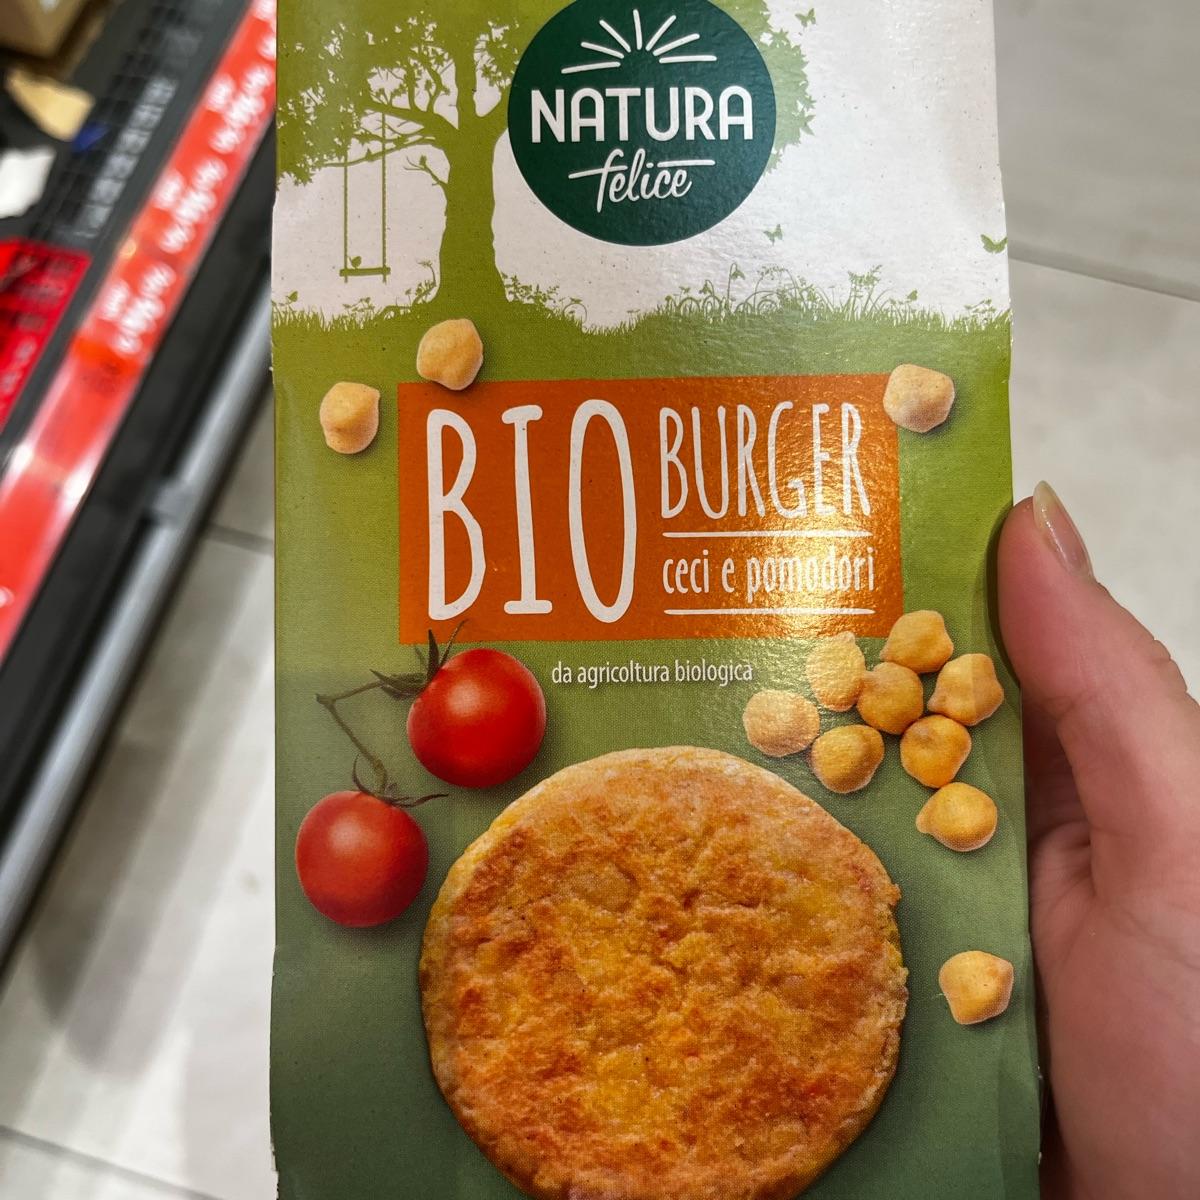 NATURA
felice
BIO
BURGER
ceci e pomodori
da agricoltura biologica